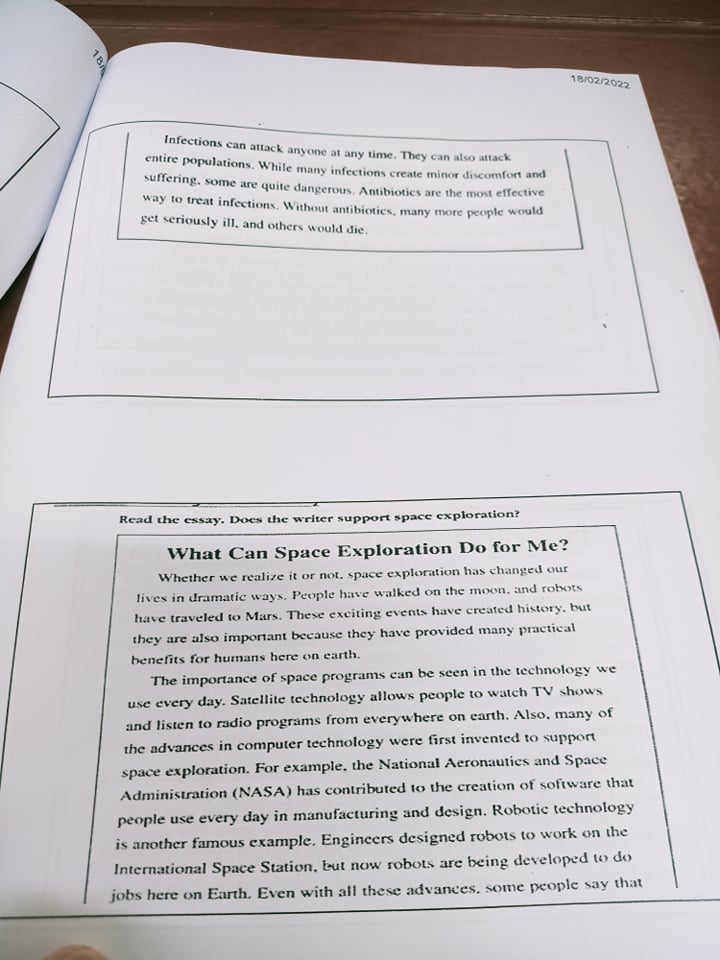 18/
18/02/2022
Infections can attack anyone at any time. They can also attack
entire populations. While many infections create minor discomfort and
suffering, some are quite dangerous. Antibiotics are the most effective
way to treat infections. Without antibiotics, many more people would
get seriously ill, and others would die.
Read the essay. Does the writer support space exploration?
What Can Space Exploration Do for Me?
Whether we realize it or not, space exploration has changed our
lives in dramatic ways. People have walked on the moon, and robots
have traveled to Mars. These exciting events have created history, but
they are also important because they have provided many practical
benefits for humans here on earth.
The importance of space programs can be seen in the technology we
use every day. Satellite technology allows people to watch TV shows
and listen to radio programs from everywhere on earth. Also, many of
the advances in computer technology were first invented to support
space exploration. For example, the National Aeronautics and Space
Administration (NASA) has contributed to the creation of software that
people use every day in manufacturing and design. Robotic technology
is another famous example. Engineers designed robots to work on the
International Space Station, but now robots are being developed to do
jobs here on Earth. Even with all these advances, some people say that